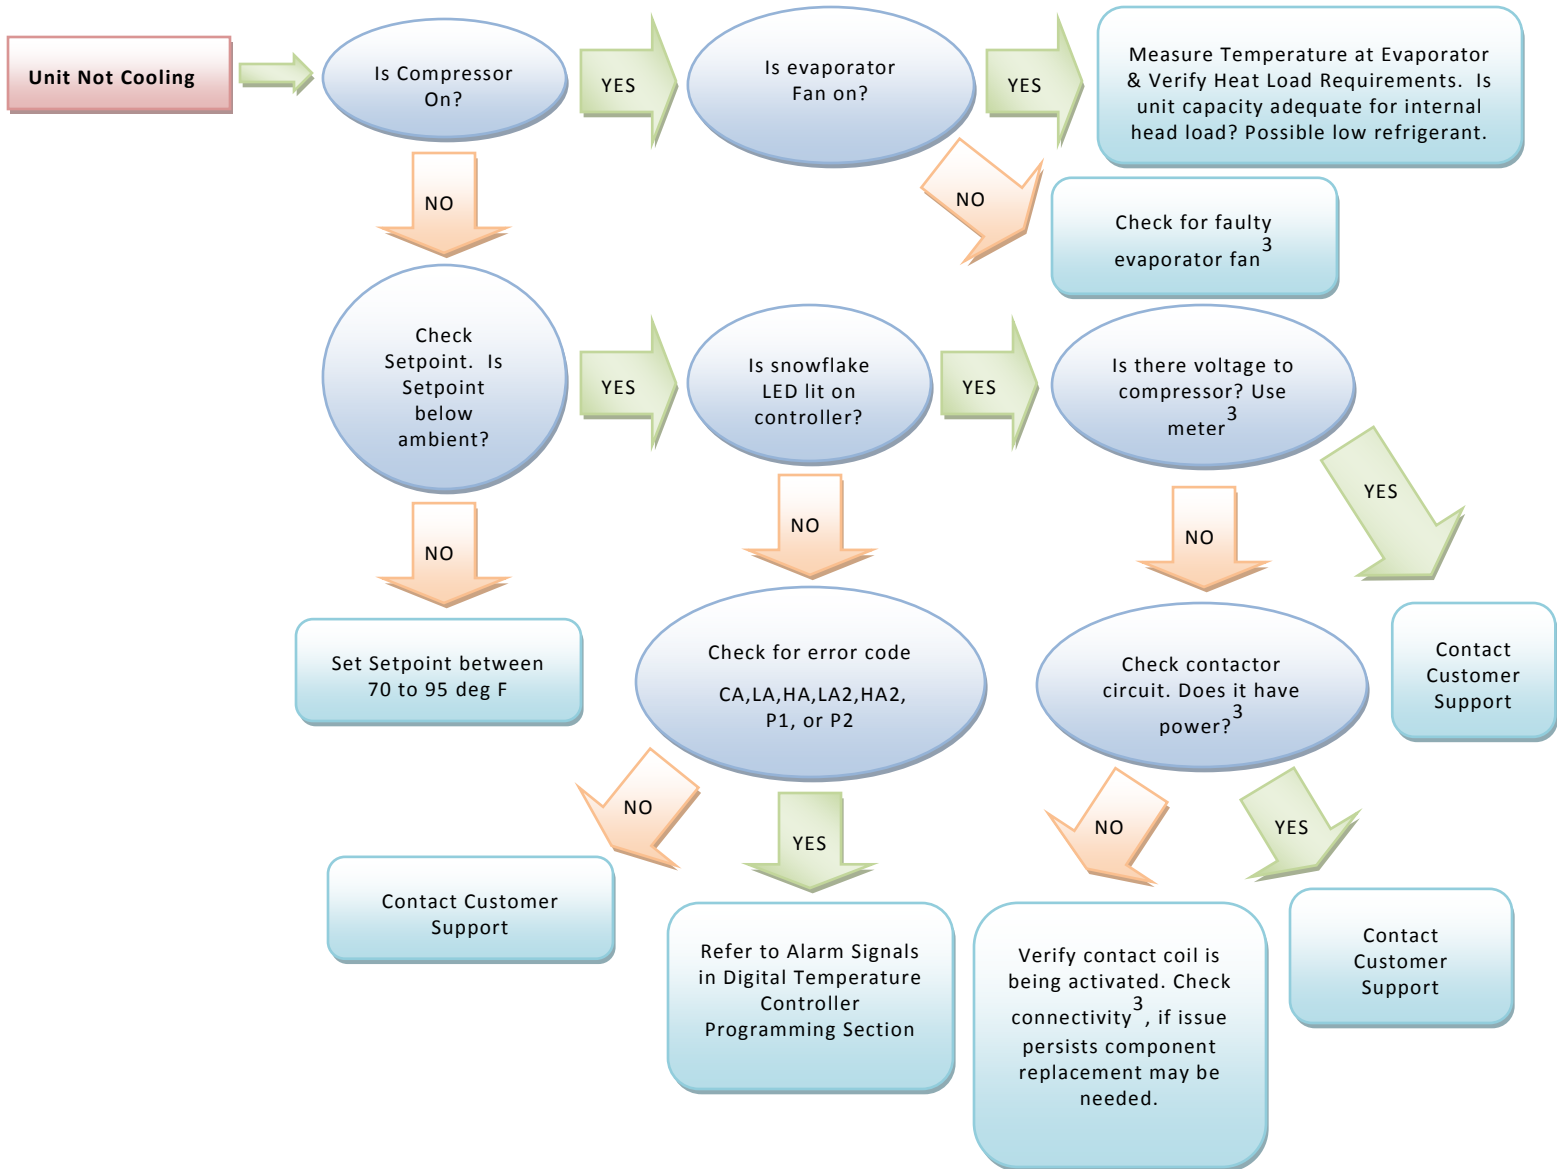 Unit Not Cooling
Is Compressor
On?
YES
Is evaporator
Fan on?
YES
Measure Temperature at Evaporator
& Verify Heat Load Requirements.  Is
unit capacity adequate for internal
head load? Possible low refrigerant.
NO
NO
Check for faulty
evaporator fan3
Check
Setpoint.  Is
Setpoint
below
ambient?
YES
Is snowflake
LED lit on
controller?
YES
Is there voltage to
compressor? Use
meter3
YES
NO
NO
NO
Set Setpoint between
70 to 95 deg F
Check for error code
CA,LA,HA,LA2,HA2,
P1, or P2
Check contactor
circuit. Does it have
power?3
Contact
Customer
Support
NO
YES
NO
YES
Contact Customer
Support
Refer to Alarm Signals
in Digital Temperature
Controller
Programming Section
Verify contact coil is
being activated. Check
connectivity3, if issue
persists component
replacement may be
needed.
Contact
Customer
Support